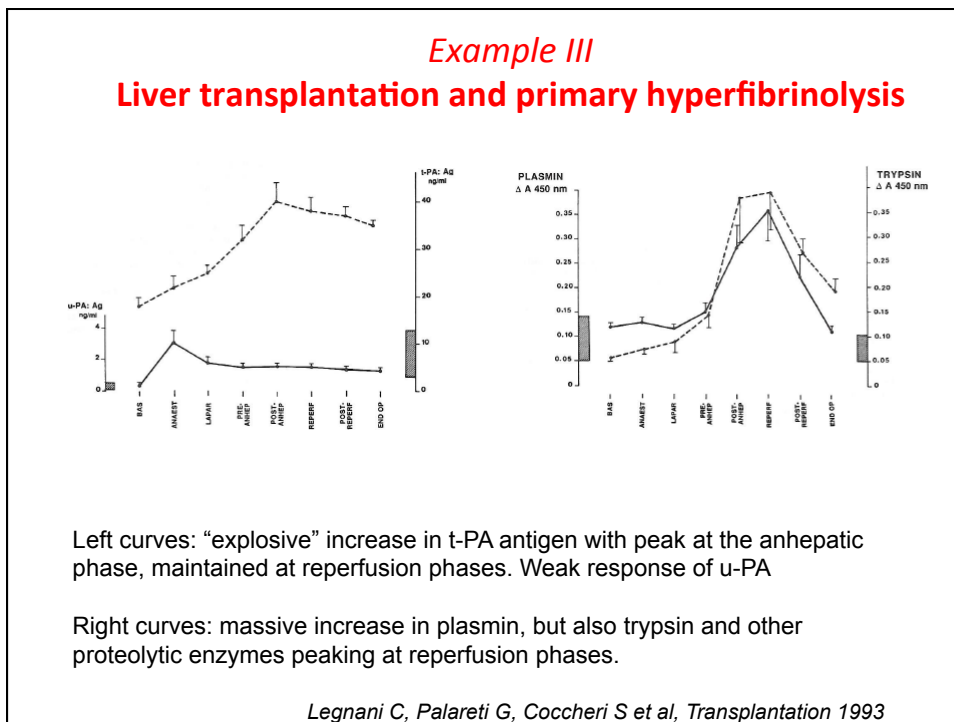 Example III
Liver transplantation and primary hyperfibrinolysis
t-PA: Ag
ng/ml
40
30
20
10
0
u-PA: Ag
ng/ml
4
2
0
BAS
ANAEST
LAPAR
PRE-
ANHEP
POST-
ANHEP
REPERF
POST-
REPERF
END OP
PLASMIN
Δ A 450 nm
0.35
0.30
0.25
0.20
0.15
0.10
0.05
0
TRYPSIN
Δ A 450 nm
0.35
0.30
0.25
0.20
0.15
0.10
0.05
0
BAS
ANAEST
LAPAR
PRE-
ANHEP
POST-
ANHEP
REPERF
POST-
REPERF
END OP
Left curves: “explosive” increase in t-PA antigen with peak at the anhepatic
phase, maintained at reperfusion phases. Weak response of u-PA
Right curves: massive increase in plasmin, but also trypsin and other
proteolytic enzymes peaking at reperfusion phases.
Legnani C, Palareti G, Coccheri S et al, Transplantation 1993